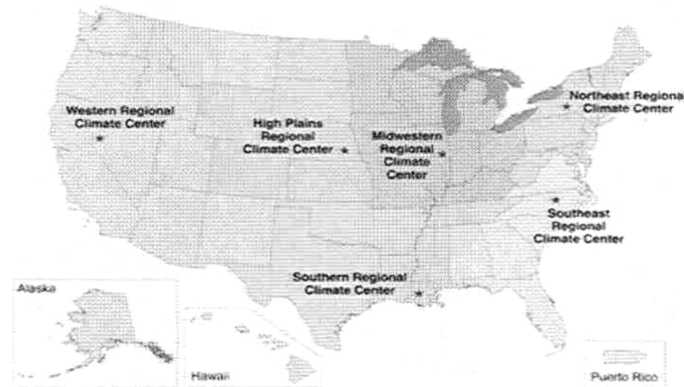 Western Regional
Climate Center
High Plains
Regional
Climate Center
Midwestern
Regional
Climate
Center
Northeast Regional
Climate Center
Southeast
Regional
Climate Center
Southern Regional
Climate Center
Alaska
Hawaii
Puerto Rico